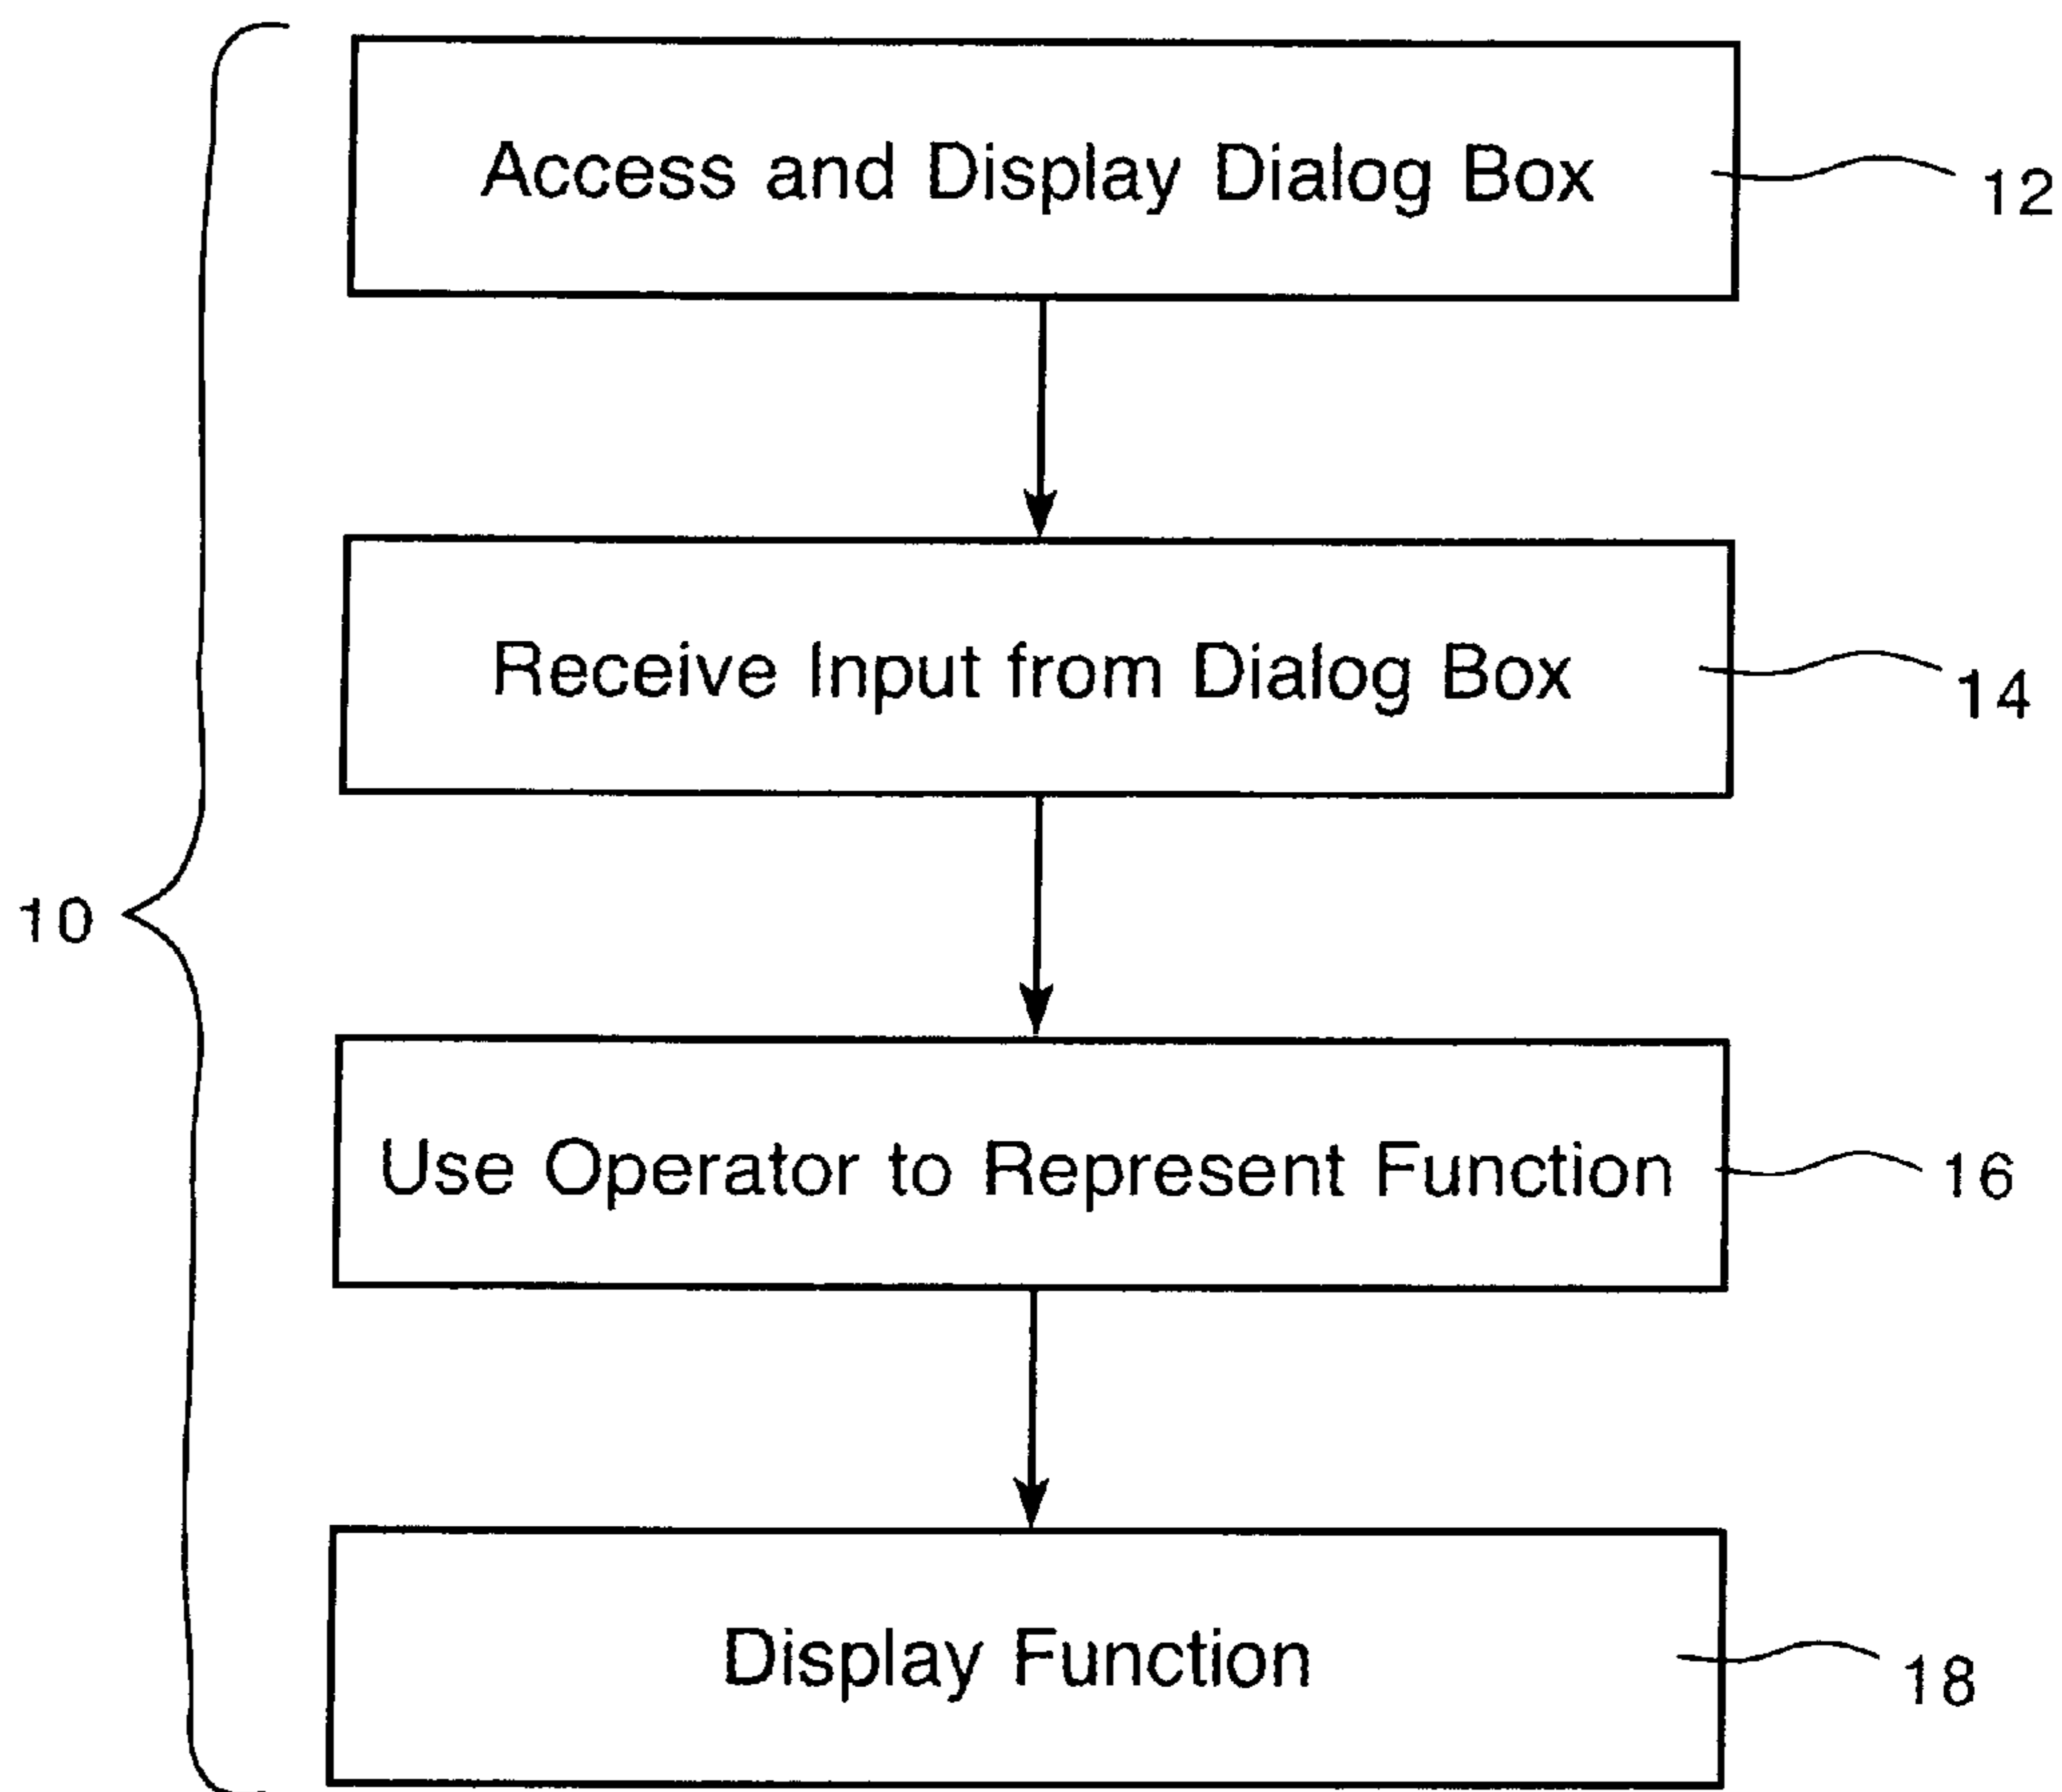 Access and Display Dialog Box
12
Receive Input from Dialog Box
14
10
Use Operator to Represent Function
16
Display Function
18